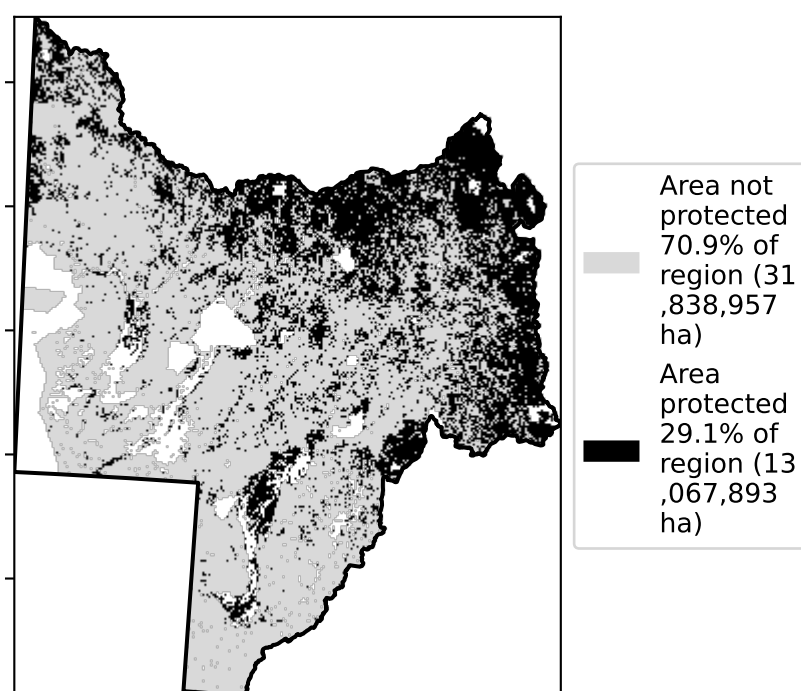 Area not
protected
70.9% of
region (31
,838,957
ha)
Area
protected
29.1% of
region (13
,067,893
ha)